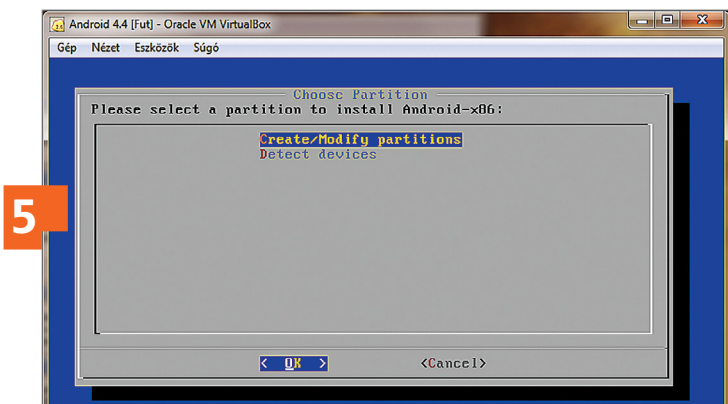 Android 4.4 [Fut] - Oracle VM VirtualBox
Gép Nézet Eszközök Súgó
Choose Partition
Please select a partition to install Android-x86:
Create/Modify partitions
Detect devices
5
< OK > <Cancel>